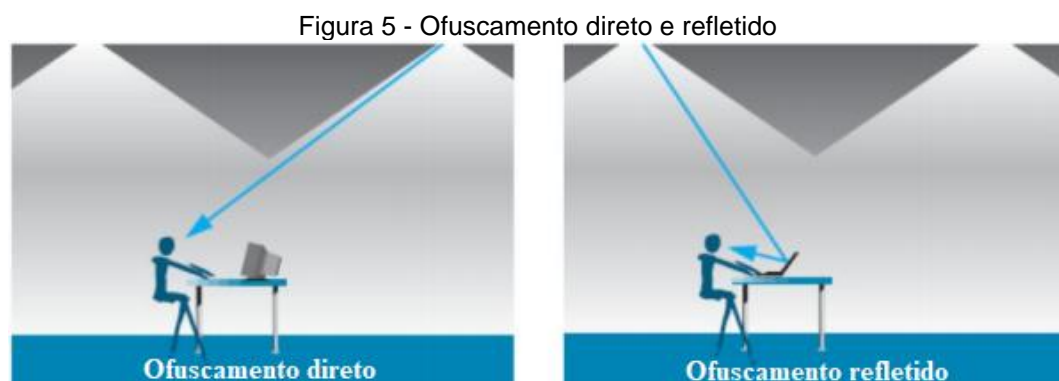 Figura 5 - Ofuscamento direto e refletido
Ofuscamento direto
Ofuscamento refletido